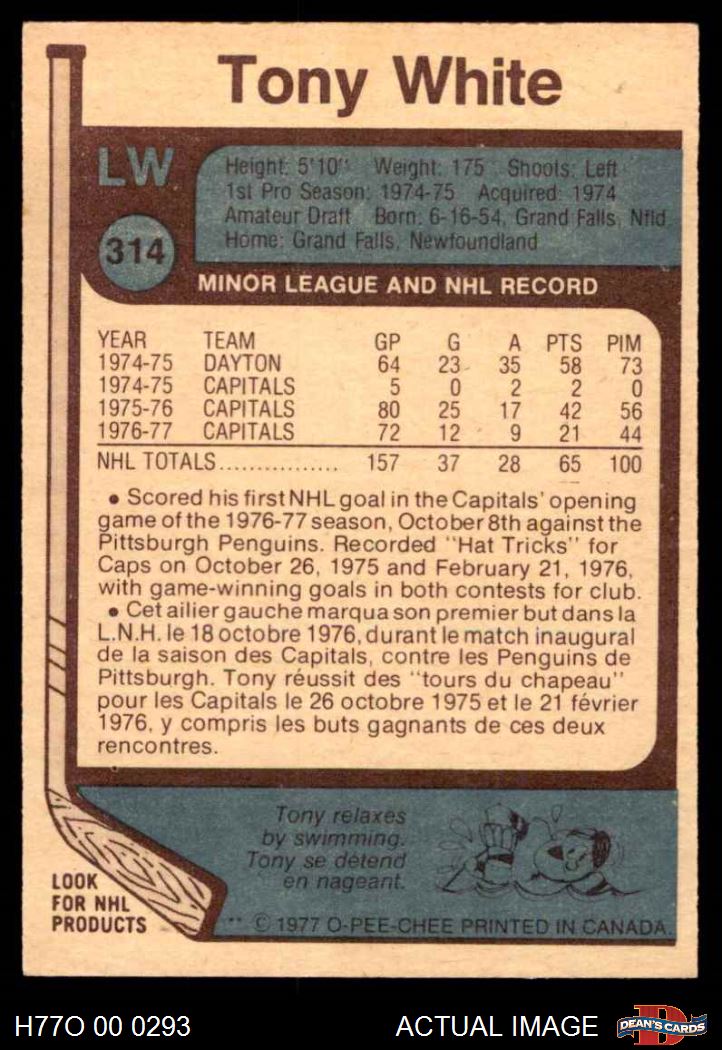 Tony White
LW
314
Height: 5'10" Weight: 175 Shoots: Left
1st Pro Season: 1974-75 Acquired: 1974
Amateur Draft Born: 6-16-54, Grand Falls, Nfld
Home: Grand Falls, Newfoundland
MINOR LEAGUE AND NHL RECORD
YEAR TEAM GP G A PTS PIM
1974-75 DAYTON 64 23 35 58 73
1974-75 CAPITALS 5 0 2 2 0
1975-76 CAPITALS 80 25 17 42 56
1976-77 CAPITALS 72 12 9 21 44
NHL TOTALS................ 157 37 28 65 100
• Scored his first NHL goal in the Capitals' opening
game of the 1976-77 season, October 8th against the
Pittsburgh Penguins. Recorded "Hat Tricks" for
Caps on October 26, 1975 and February 21, 1976,
with game-winning goals in both contests for club.
• Cet ailier gauche marqua son premier but dans la
L.N.H. le 18 octobre 1976, durant le match inaugural
de la saison des Capitals, contre les Penguins de
Pittsburgh. Tony réussit des "tours du chapeau"
pour les Capitals le 26 octobre 1975 et le 21 février
1976, y compris les buts gagnants de ces deux
rencontres.
Tony relaxes
by swimming.
Tony se détend
en nageant.
LOOK
FOR NHL
PRODUCTS
** © 1977 O-PEE-CHEE PRINTED IN CANADA.
H77O 00 0293
ACTUAL IMAGE
D
DEAN'S CARDS